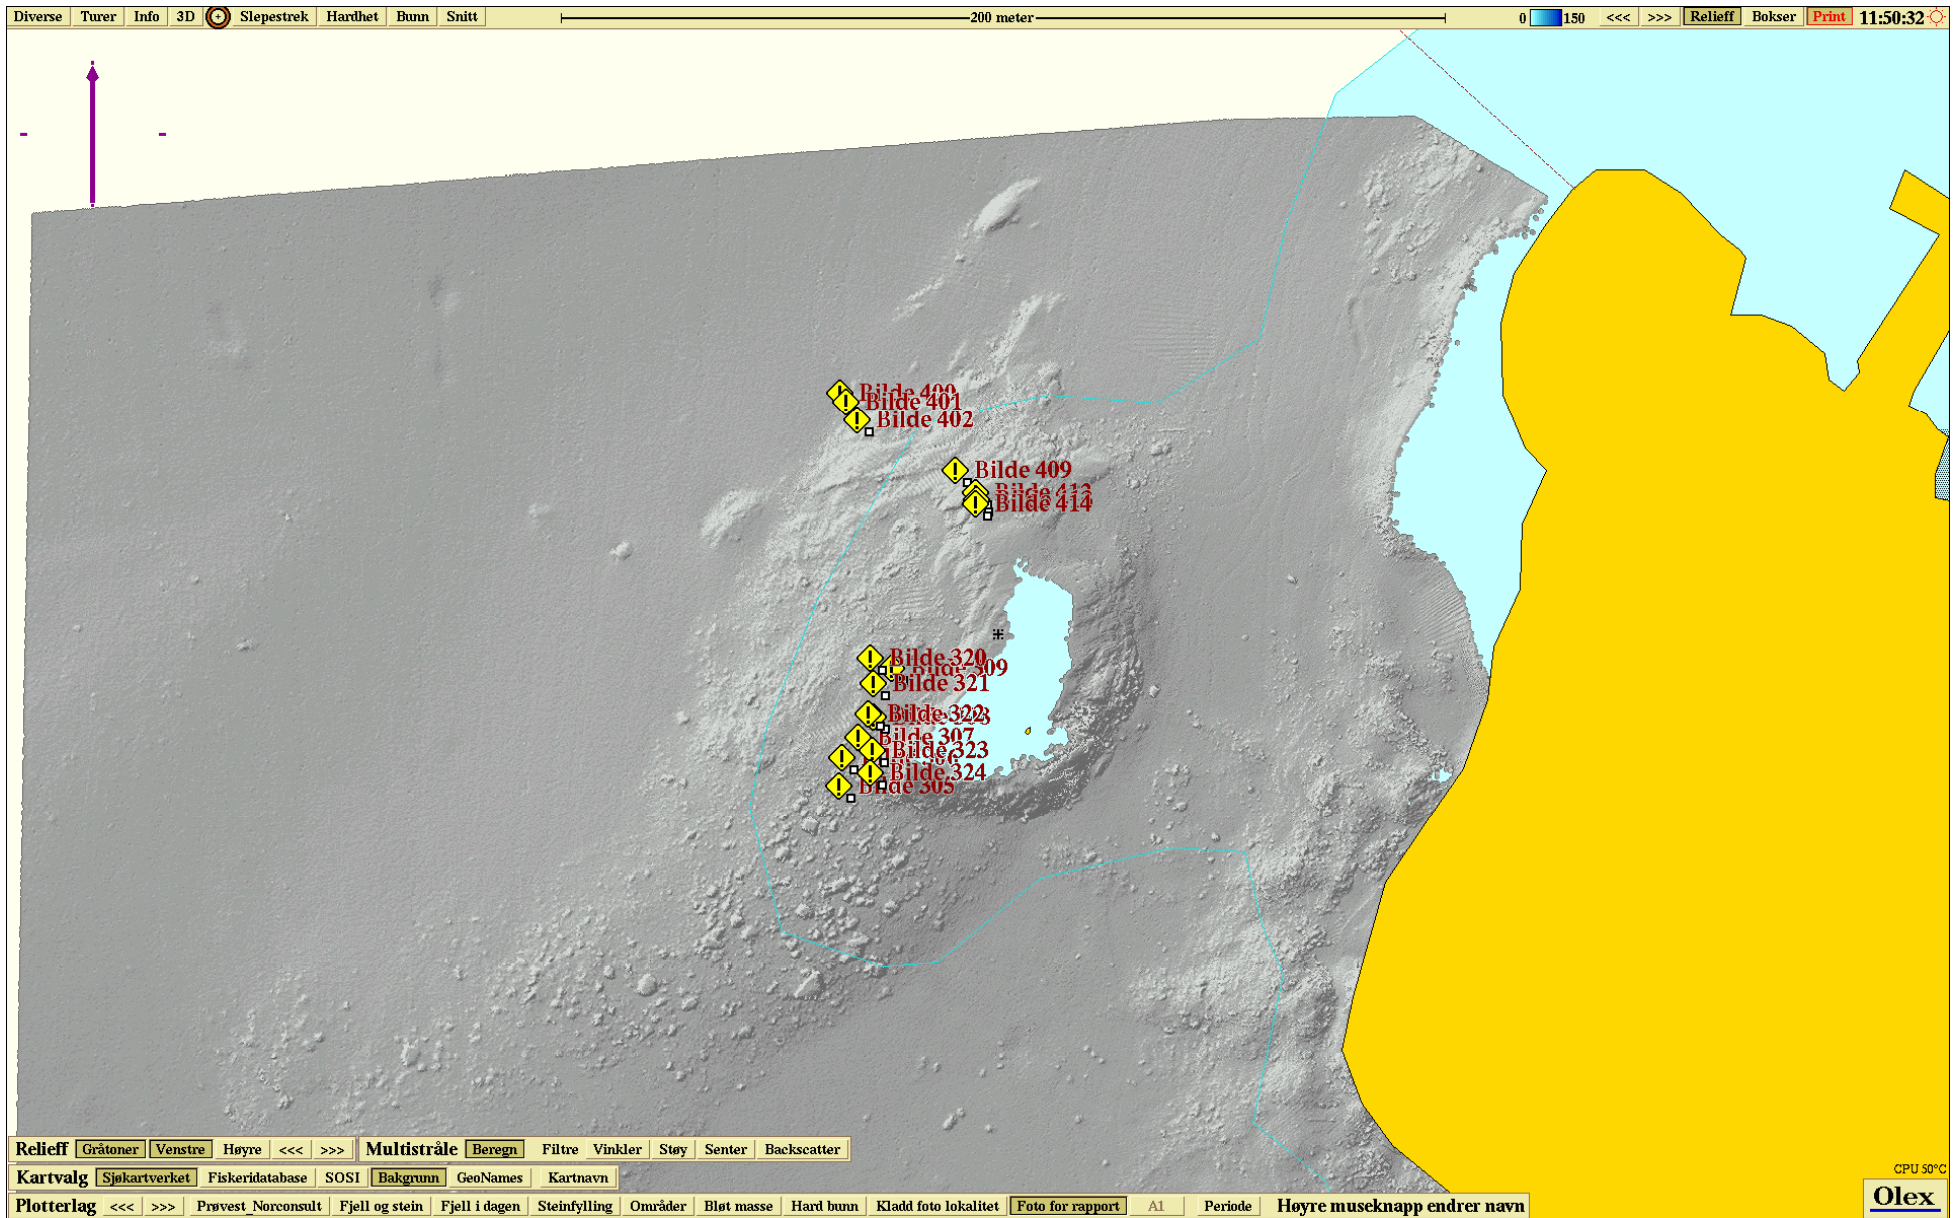 Diverse Turer Info 3D Slepestrek Hardhet Bunn Snitt 200 meter 0 150 <<< >>> Relieff Bokser Print 11:50:32
Bilde 400
Bilde 401
Bilde 402
Bilde 409
Bilde 414
Bilde 320
Bilde 309
Bilde 321
Bilde 322
Bilde 307
Bilde 323
Bilde 324
Bilde 305
Relieff Gråtoner Venstre Høyre <<< >>> Multistråle Beregn Filtre Vinkler Støy Senter Backscatter
CPU 50°C
Kartvalg Sjøkartverket Fiskeridatabase SOSI Bakgrunn GeoNames Kartnavn
Plotterlag <<< >>> Prøvest_Norconsult Fjell og stein Fjell i dagen Steinfylling Områder Bløt masse Hard bunn Kladd foto lokalitet Foto for rapport A1 Periode Høyre museknapp endrer navn
Olex